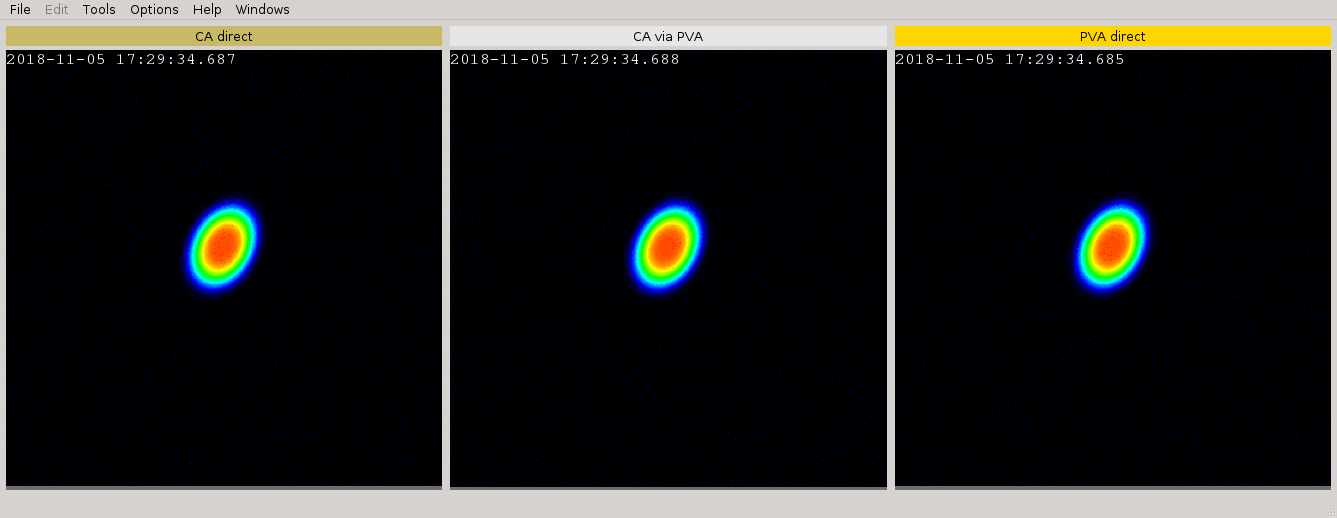 File Edit Tools Options Help Windows
CA direct
2018-11-05 17:29:34.687
CA via PVA
2018-11-05 17:29:34.688
PVA direct
2018-11-05 17:29:34.685